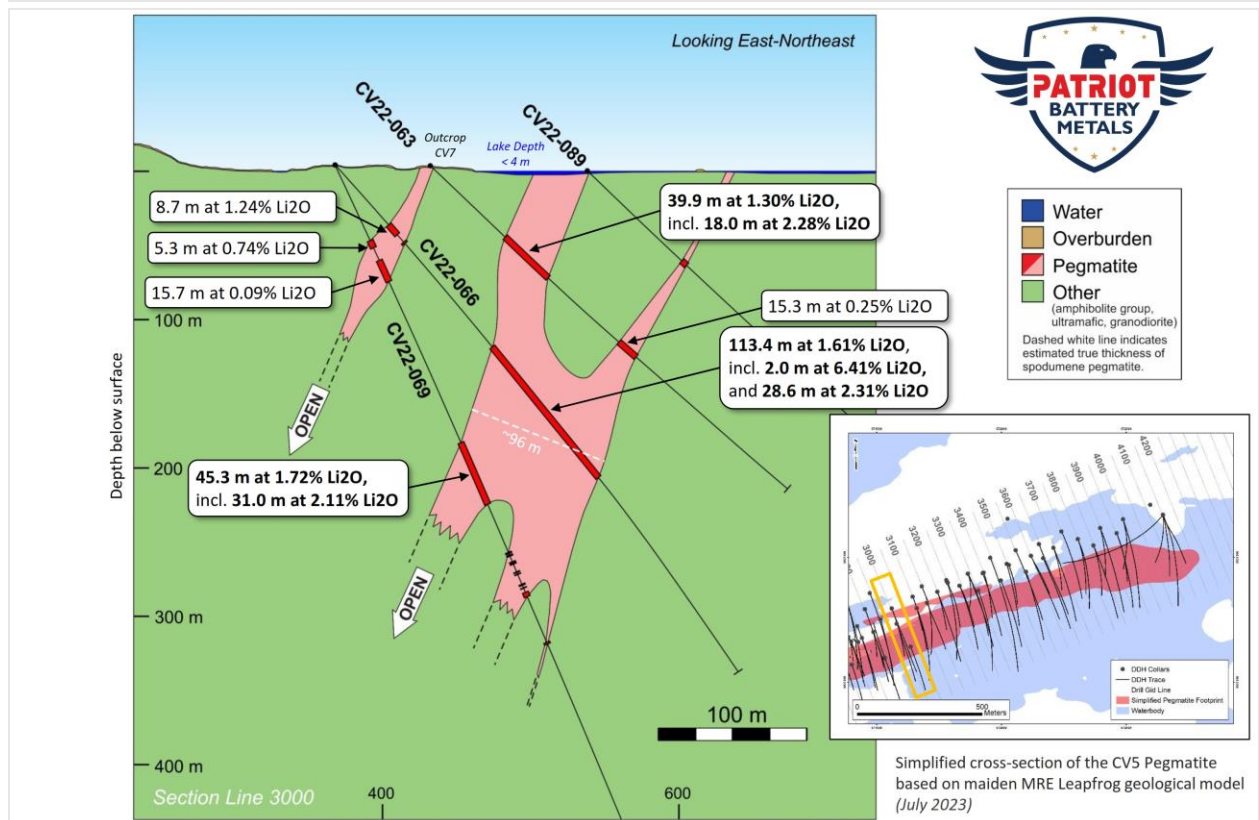 Looking East-Northeast
PATRIOT
BATTERY
METALS
CV22-063
Outcrop
CV7
Lake Depth
< 4 m
CV22-089
8.7 m at 1.24% Li2O
5.3 m at 0.74% Li2O
15.7 m at 0.09% Li2O
39.9 m at 1.30% Li2O,
incl. 18.0 m at 2.28% Li2O
CV22-066
CV22-069
15.3 m at 0.25% Li2O
113.4 m at 1.61% Li2O,
incl. 2.0 m at 6.41% Li2O,
and 28.6 m at 2.31% Li2O
~96 m
45.3 m at 1.72% Li2O,
incl. 31.0 m at 2.11% Li2O
OPEN
OPEN
Depth below surface
100 m
200
300 m
400 m
100 m
Section Line 3000
400
600
Water
Overburden
Pegmatite
Other
(amphibolite group,
ultramafic, granodiorite)
Dashed white line indicates
estimated true thickness of
spodumene pegmatite.
3000
3100
3200
3300
3400
3500
3600
3700
3800
3900
4000
4100
4200
0
500
Meters
DDH Collars
DDH Trace
Drill Gid Line
Simplified Pegmatite Footprint
Waterbody
Simplified cross-section of the CV5 Pegmatite
based on maiden MRE Leapfrog geological model
(July 2023)